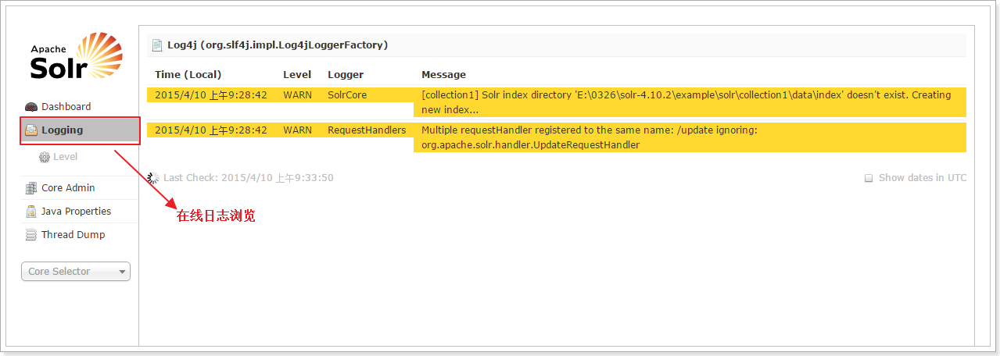 Apache
Solr
Dashboard
Logging
Level
Core Admin
Java Properties
Thread Dump
Core Selector
Log4j (org.slf4j.impl.Log4jLoggerFactory)
Time (Local) Level Logger Message
2015/4/10 上午9:28:42 WARN SolrCore [collection1] Solr index directory 'E:\0326\solr-4.10.2\example\solr\collection1\data\index' doesn't exist. Creating
new index...
2015/4/10 上午9:28:42 WARN RequestHandlers Multiple requestHandler registered to the same name: /update ignoring:
org.apache.solr.handler.UpdateRequestHandler
Last Check: 2015/4/10 上午9:33:50 Show dates in UTC
在线日志浏览